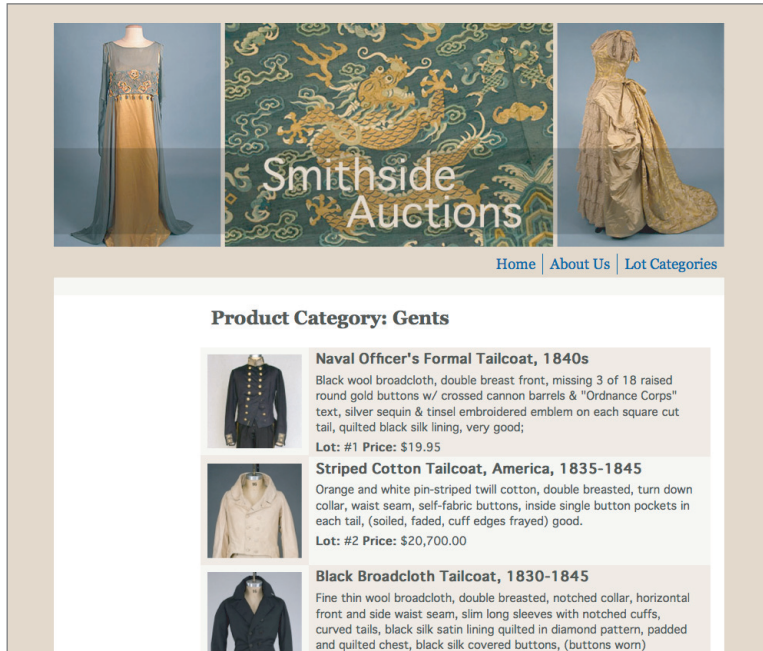 Smithside
Auctions
Home
About Us
Lot Categories
Product Category: Gents
Naval Officer's Formal Tailcoat, 1840s
Black wool broadcloth, double breast front, missing 3 of 18 raised
round gold buttons w/ crossed cannon barrels & "Ordnance Corps"
text, silver sequin & tinsel embroidered emblem on each square cut
tail, quilted black silk lining, very good;
Lot: #1 Price: $19.95
Striped Cotton Tailcoat, America, 1835-1845
Orange and white pin-striped twill cotton, double breasted, turn down
collar, waist seam, self-fabric buttons, inside single button pockets in
each tail, (soiled, faded, cuff edges frayed) good.
Lot: #2 Price: $20,700.00
Black Broadcloth Tailcoat, 1830-1845
Fine thin wool broadcloth, double breasted, notched collar, horizontal
front and side waist seam, slim long sleeves with notched cuffs,
curved tails, black silk satin lining quilted in diamond pattern, padded
and quilted chest, black silk covered buttons, (buttons worn)